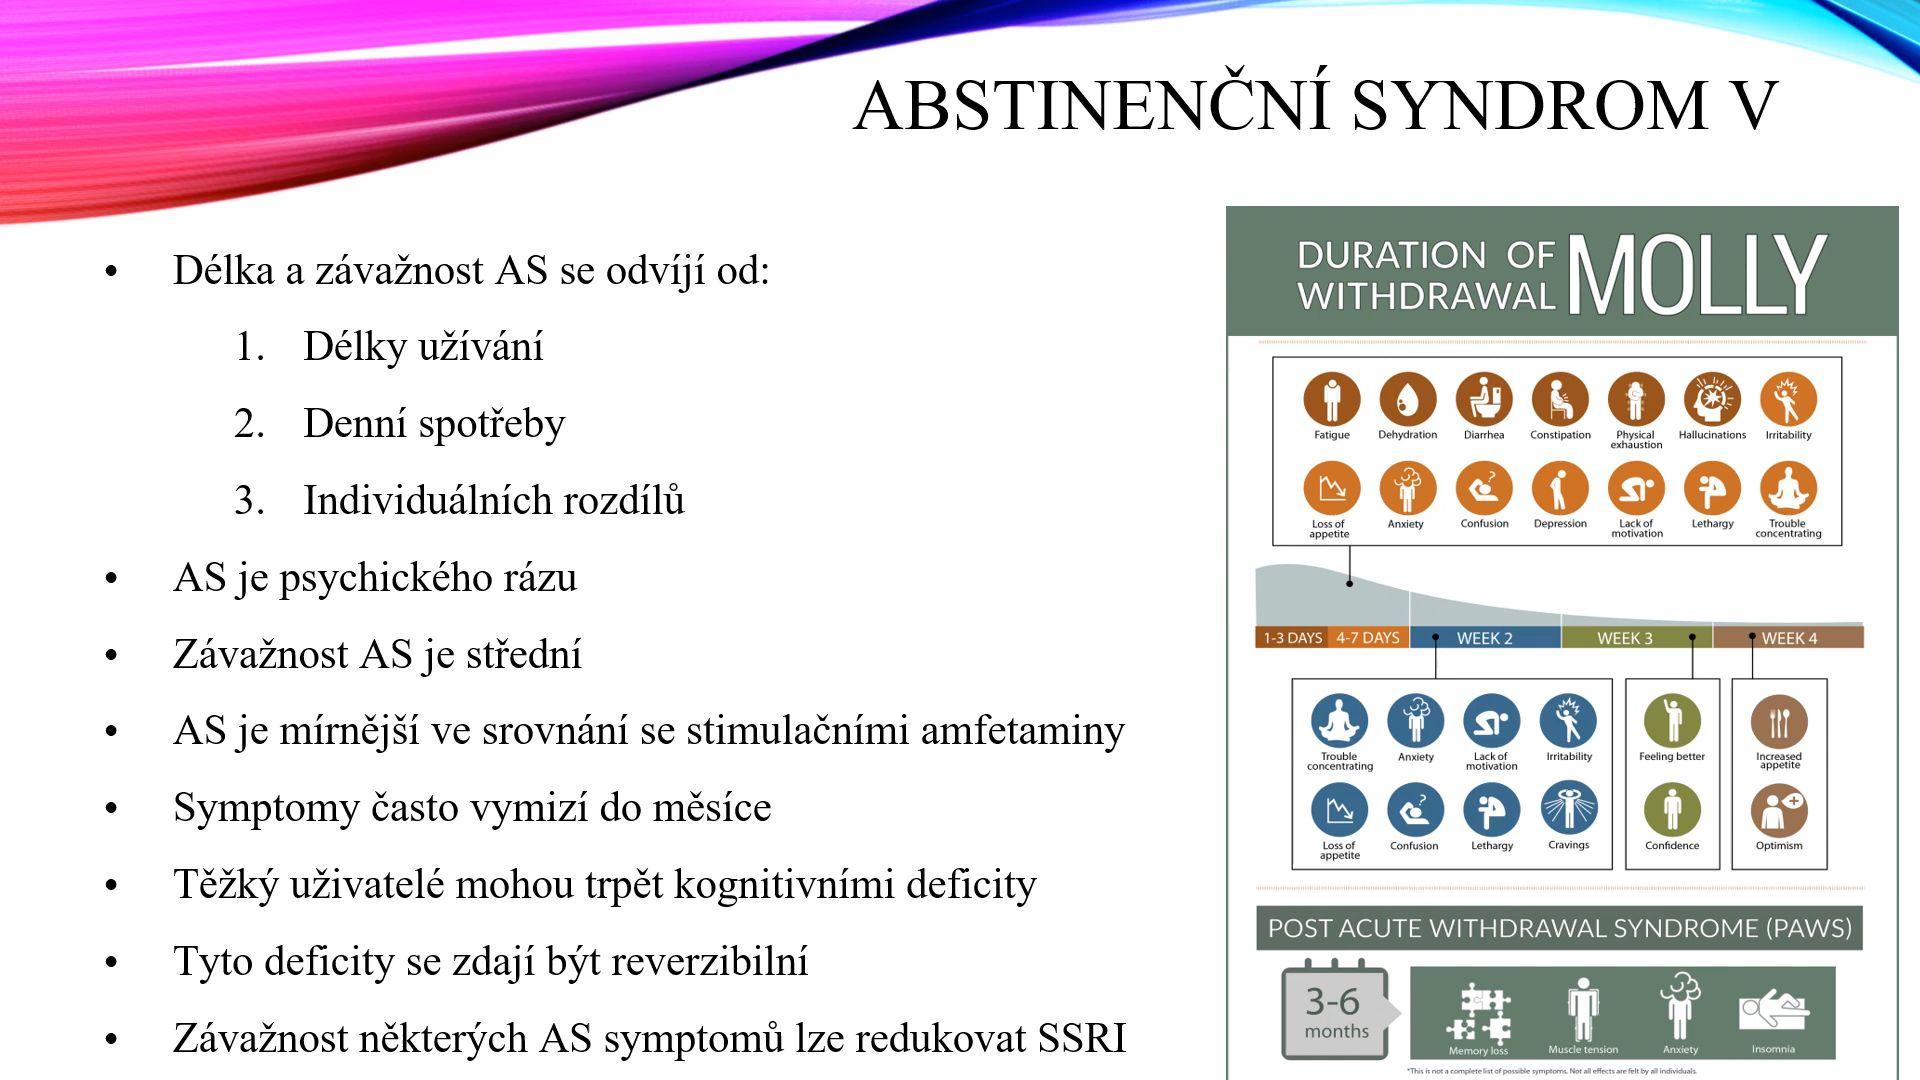 ABSTINENČNÍ SYNDROM V
• Délka a závažnost AS se odvíjí od:
1. Délky užívání
2. Denní spotřeby
3. Individuálních rozdílů
• AS je psychického rázu
• Závažnost AS je střední
• AS je mírnější ve srovnání se stimulačními amfetaminy
• Symptomy často vymizí do měsíce
• Těžký uživatelé mohou trpět kognitivními deficity
• Tyto deficity se zdají být reverzibilní
• Závažnost některých AS symptomů lze redukovat SSRI
DURATION OF
WITHDRAWAL
MOLLY
Fatigue
Dehydration
Diarrhea
Constipation
Physical
exhaustion
Hallucinations
Irritability
Loss of
appetite
Anxiety
Confusion
Depression
Lack of
motivation
Lethargy
Trouble
concentrating
1-3 DAYS
4-7 DAYS
WEEK 2
WEEK 3
WEEK 4
Trouble
concentrating
Anxiety
Lack of
motivation
Irritability
Feeling better
Increased
appetite
Loss of
appetite
Confusion
Lethargy
Cravings
Confidence
Optimism
POST ACUTE WITHDRAWAL SYNDROME (PAWS)
3-6
months
Memory loss
Muscle tension
Anxiety
Insomnia
*This is not a complete list of possible symptoms. Not all effects are felt by all individuals.